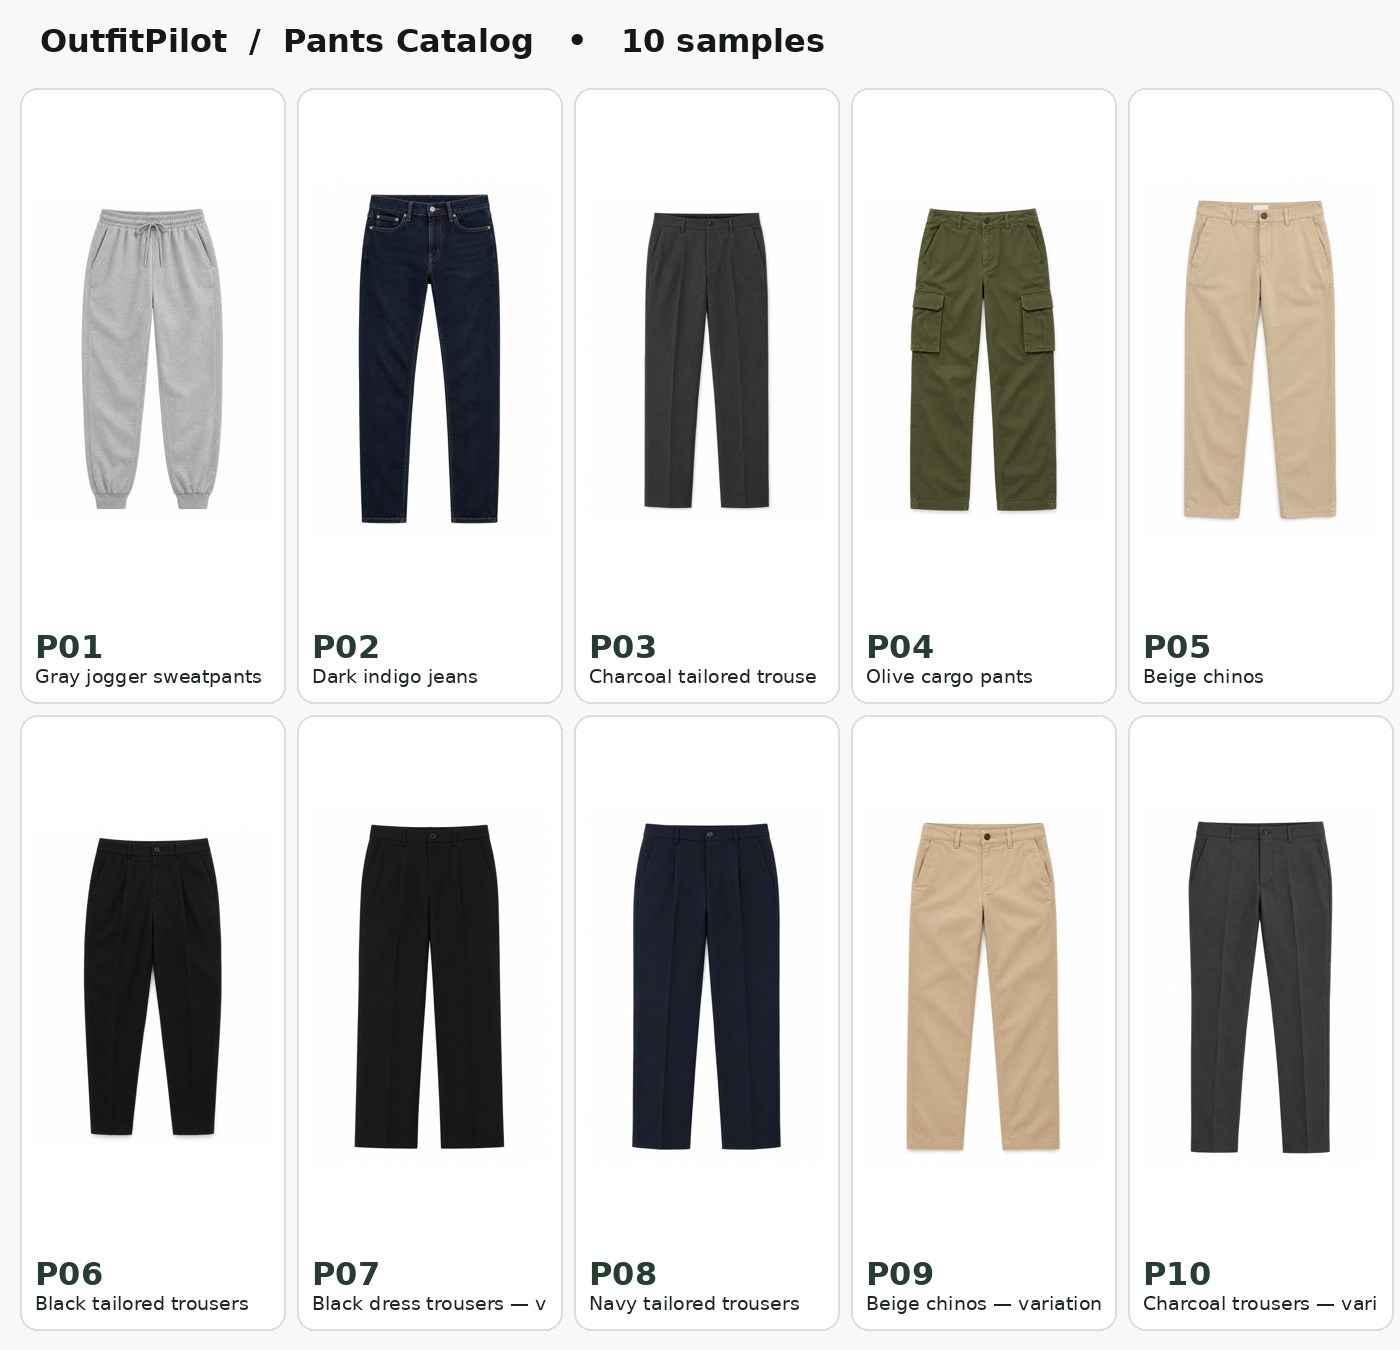 OutfitPilot / Pants Catalog • 10 samples
P01
Gray jogger sweatpants
P02
Dark indigo jeans
P03
Charcoal tailored trouse
P04
Olive cargo pants
P05
Beige chinos
P06
Black tailored trousers
P07
Black dress trousers — v
P08
Navy tailored trousers
P09
Beige chinos — variation
P10
Charcoal trousers — vari